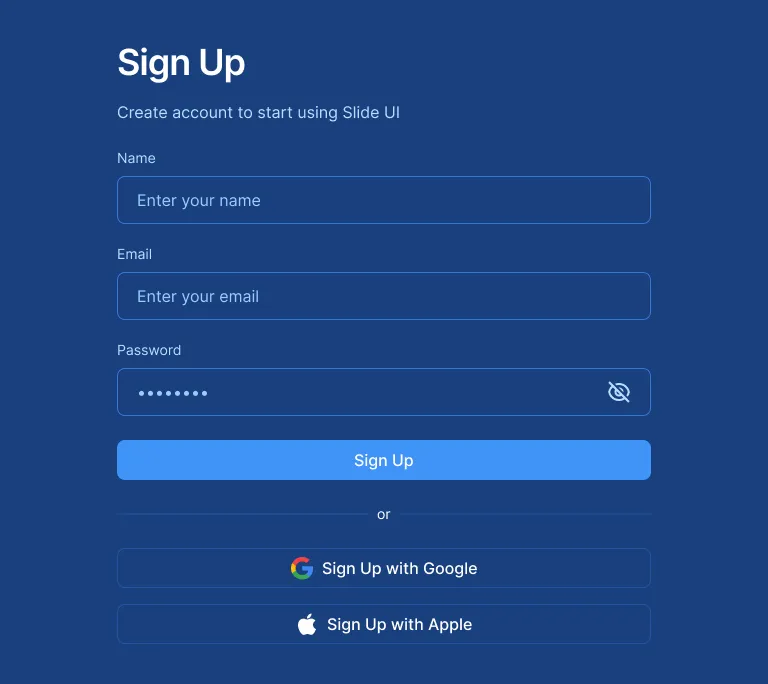 Sign Up
Create account to start using Slide UI
Name
Enter your name
Email
Enter your email
Password
••••••••
Sign Up
or
Sign Up with Google
Sign Up with Apple